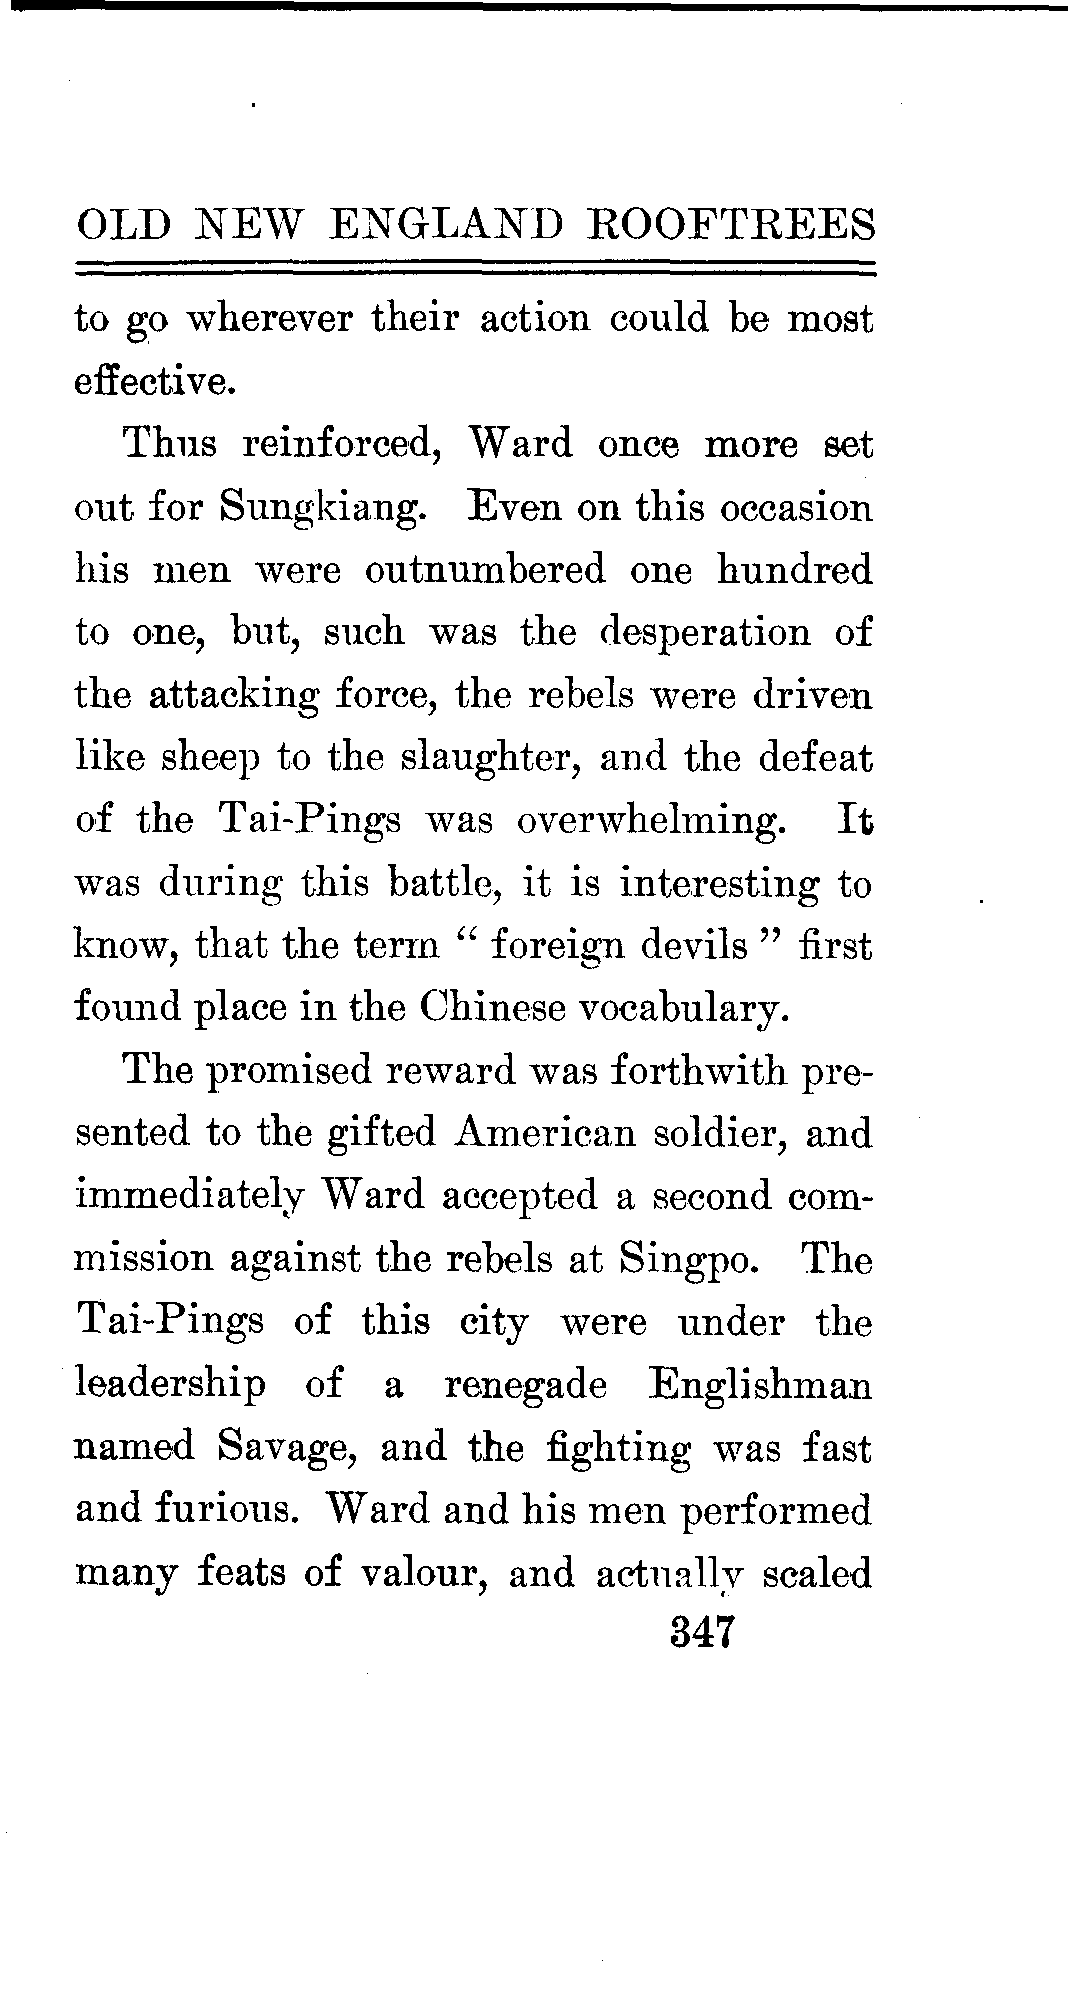 OLD NEW ENGLAND ROOFTREES
to go wherever their action could be most
effective.
Thus reinforced, Ward once more set
out for Sungkiang. Even on this occasion
his men were outnumbered one hundred
to one, but, such was the desperation of
the attacking force, the rebels were driven
like sheep to the slaughter, and the defeat
of the Tai-Pings was overwhelming. It
was during this battle, it is interesting to
know, that the term “ foreign devils ” first
found place in the Chinese vocabulary.
The promised reward was forthwith pre-
sented to the gifted American soldier, and
immediately Ward accepted a second com-
mission against the rebels at Singpo. The
Tai-Pings of this city were under the
leadership of a renegade Englishman
named Savage, and the fighting was fast
and furious. Ward and his men performed
many feats of valour, and actually scaled
347